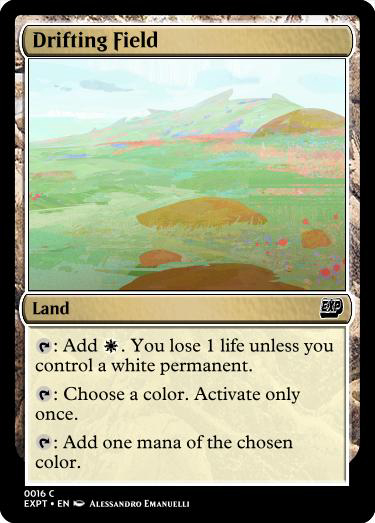 Drifting Field
Land
EXP
: Add . You lose 1 life unless you
control a white permanent.
: Choose a color. Activate only
once.
: Add one mana of the chosen
color.
0016 C
EXPT • EN Alessandro Emanuelli